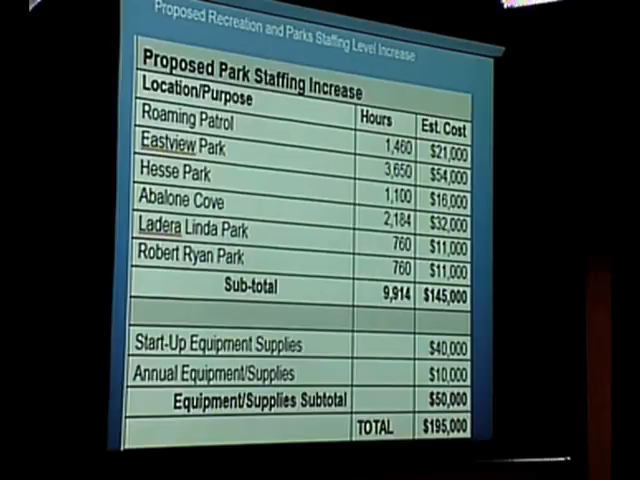 Proposed Recreation and Parks Staffing Level Increase
Proposed Park Staffing Increase
Location/Purpose Hours Est. Cost
Roaming Patrol 1,460 $21,000
Eastview Park 3,650 $54,000
Hesse Park 1,100 $16,000
Abalone Cove 2,184 $32,000
Ladera Linda Park 760 $11,000
Robert Ryan Park 760 $11,000
Sub-total 9,914 $145,000
Start-Up Equipment Supplies $40,000
Annual Equipment/Supplies $10,000
Equipment/Supplies Subtotal $50,000
TOTAL $195,000